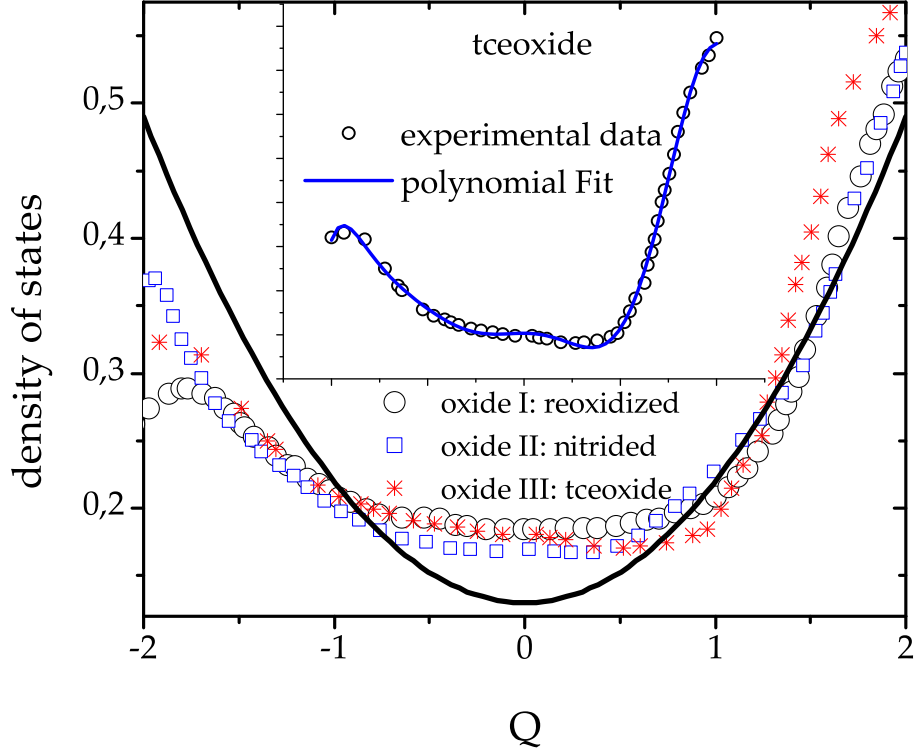 tceoxide
experimental data
polynomial Fit
0,5
0,4
0,3
0,2
density of states
oxide I: reoxidized
oxide II: nitrided
oxide III: tceoxide
-2
-1
0
1
2
Q